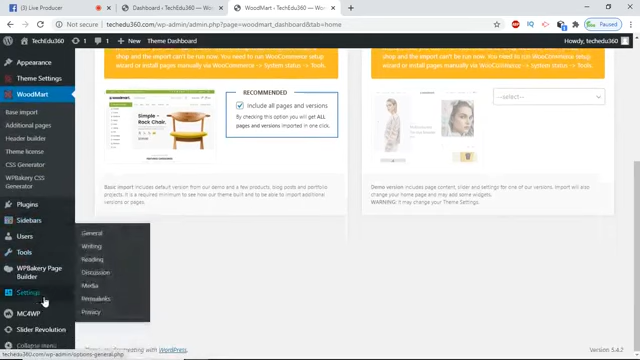 Live Producer
Dashboard ‹ TechEdu360 — Wo
WoodMart ‹ TechEdu360 — Wor
Not secure | techedu360.com/wp-admin/admin.php?page=woodmart_dashboard&tab=home
Paused
TechEdu360
1
1
New
Theme Dashboard
Howdy, techedu360
Appearance
Theme Settings
WoodMart
Base import
Additional pages
Header builder
Theme license
CSS Generator
WPBakery CSS
Generator
Plugins
Sidebars
Users
Tools
WPBakery Page
Builder
Settings
MC4WP
Slider Revolution
Collapse menu
General
Writing
Reading
Discussion
Media
Permalinks
Privacy
shop and the import can't be run now. You need to run WooCommerce setup
wizard or install pages manually via WooCommerce -> System status -> Tools.
woodmart.
Simple
Rock Chair.
RECOMMENDED
Include all pages and versions
By checking this option you will get ALL
pages and versions imported in one click.
Base import includes default version from our demo and a few products, blog posts and portfolio
projects. It is a required minimum to see how our theme built and to be able to import additional
versions or pages.
shop and the import can't be run now. You need to run WooCommerce setup
wizard or install pages manually via WooCommerce -> System status -> Tools.
--select--
Demo version includes page content, slider and settings for one of our versions. Import will also
change your home page and add some widgets.
WARNING: It may change your Theme Settings.
WordPress.
Version 5.4.2
techedu360.com/wp-admin/options-general.php